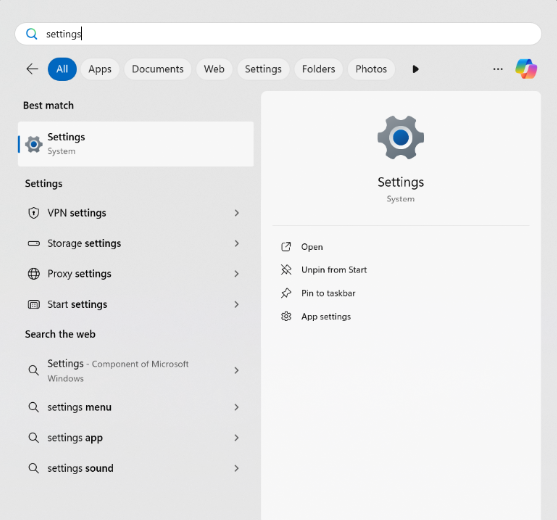 settings
All Apps Documents Web Settings Folders Photos ...
Best match
Settings
System
Settings
VPN settings
Storage settings
Proxy settings
Start settings
Search the web
Settings - Component of Microsoft
Windows
settings menu
settings app
settings sound
Settings
System
Open
Unpin from Start
Pin to taskbar
App settings